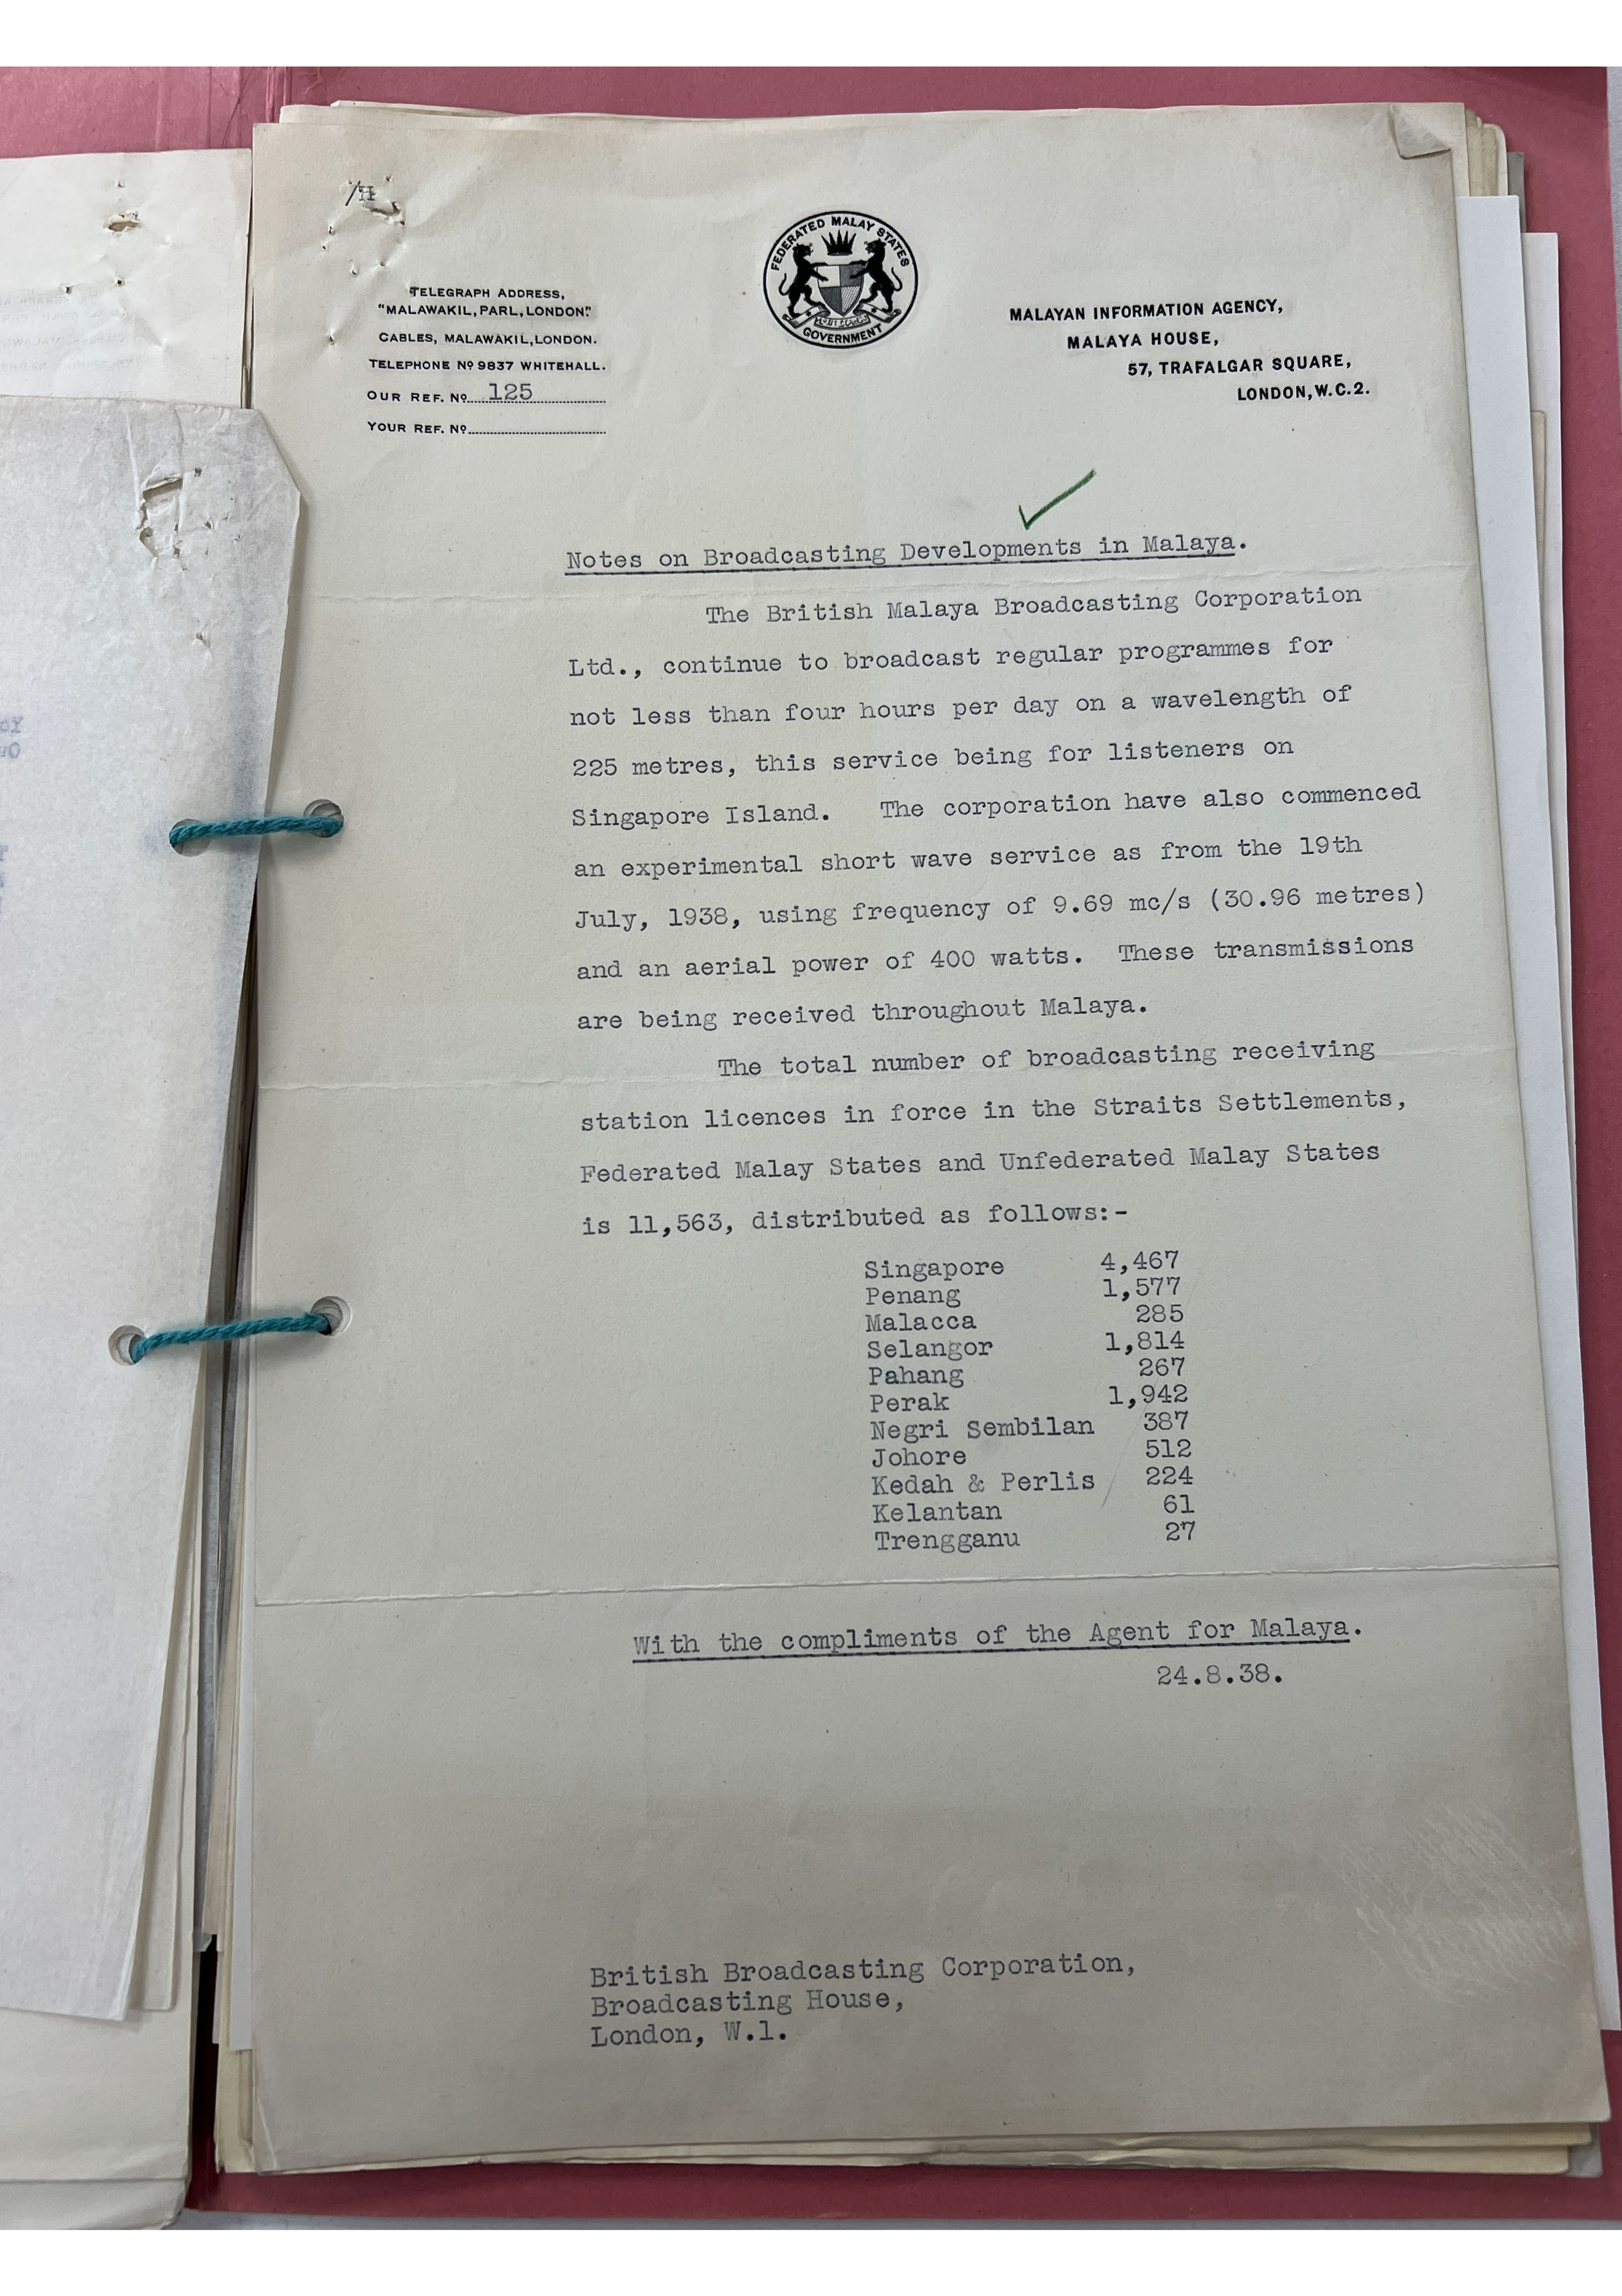 /H
FEDERATED MALAY STATES
GOVERNMENT
TELEGRAPH ADDRESS,
"MALAWAKIL, PARL, LONDON."
CABLES, MALAWAKIL, LONDON.
TELEPHONE Nº 9837 WHITEHALL.
OUR REF. Nº 125
YOUR REF. Nº
MALAYAN INFORMATION AGENCY,
MALAYA HOUSE,
57, TRAFALGAR SQUARE,
LONDON, W.C.2.
Notes on Broadcasting Developments in Malaya.
The British Malaya Broadcasting Corporation
Ltd., continue to broadcast regular programmes for
not less than four hours per day on a wavelength of
225 metres, this service being for listeners on
Singapore Island. The corporation have also commenced
an experimental short wave service as from the 19th
July, 1938, using frequency of 9.69 mc/s (30.96 metres)
and an aerial power of 400 watts. These transmissions
are being received throughout Malaya.
The total number of broadcasting receiving
station licences in force in the Straits Settlements,
Federated Malay States and Unfederated Malay States
is 11,563, distributed as follows:-
Singapore 4,467
Penang 1,577
Malacca 285
Selangor 1,814
Pahang 267
Perak 1,942
Negri Sembilan 387
Johore 512
Kedah & Perlis 224
Kelantan 61
Trengganu 27
With the compliments of the Agent for Malaya.
24.8.38.
British Broadcasting Corporation,
Broadcasting House,
London, W.1.